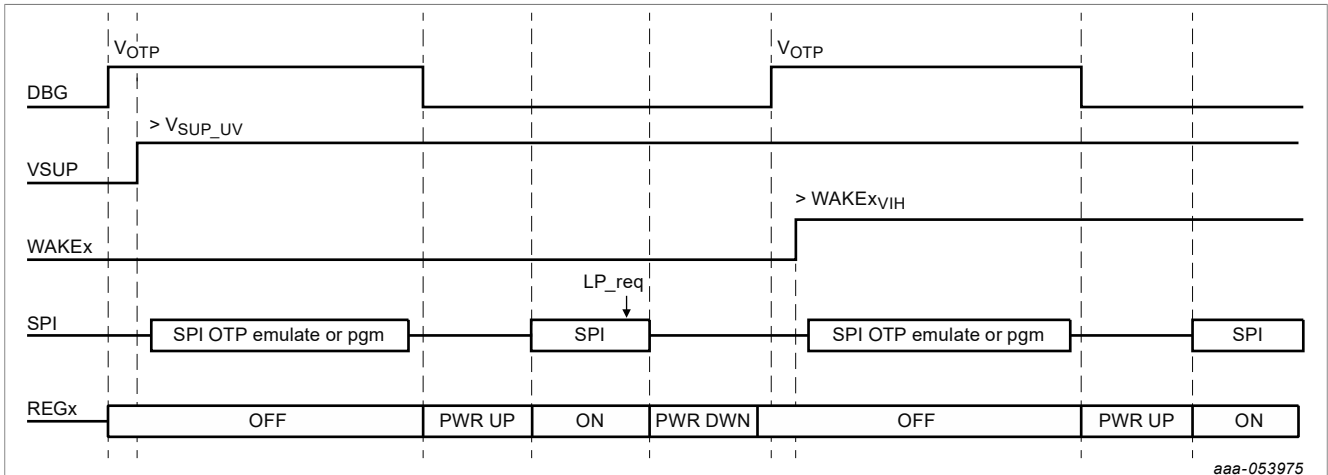 VOTP VOTP
DBG
> VSUP_UV
VSUP
> WAKExVIH
WAKEx
LP_req
SPI SPI OTP emulate or pgm SPI SPI OTP emulate or pgm SPI
REGx OFF PWR UP ON PWR DWN OFF PWR UP ON
aaa-053975